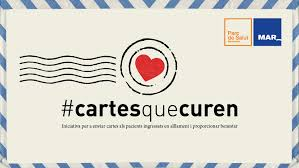 Parc
de Salut
MAR
#cartesquecuren
Iniciativa per a enviar cartes als pacients ingressats en aïllament i proporcionar benestar